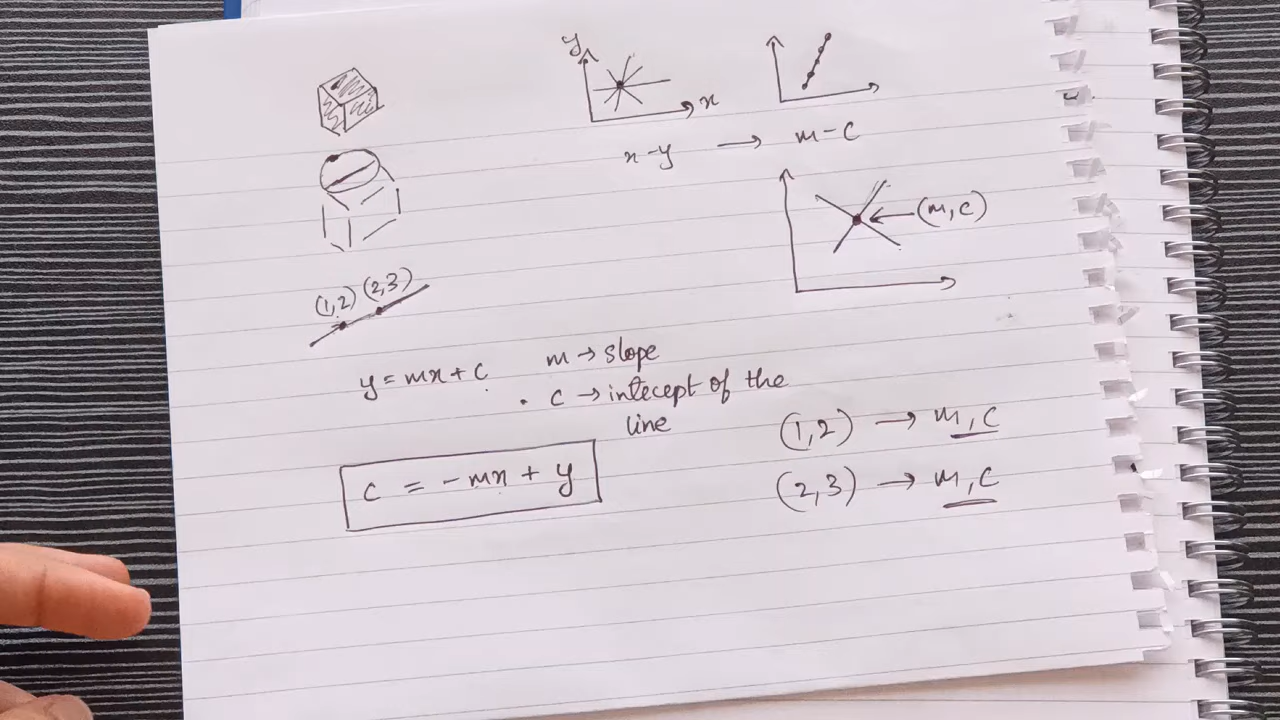 y
x
x-y → m-c
(m,c)
(1,2) (2,3)
y = mx + c
m → slope
c → intecept of the
line
(1,2) → m,c
c = -mx + y
(2,3) → m,c